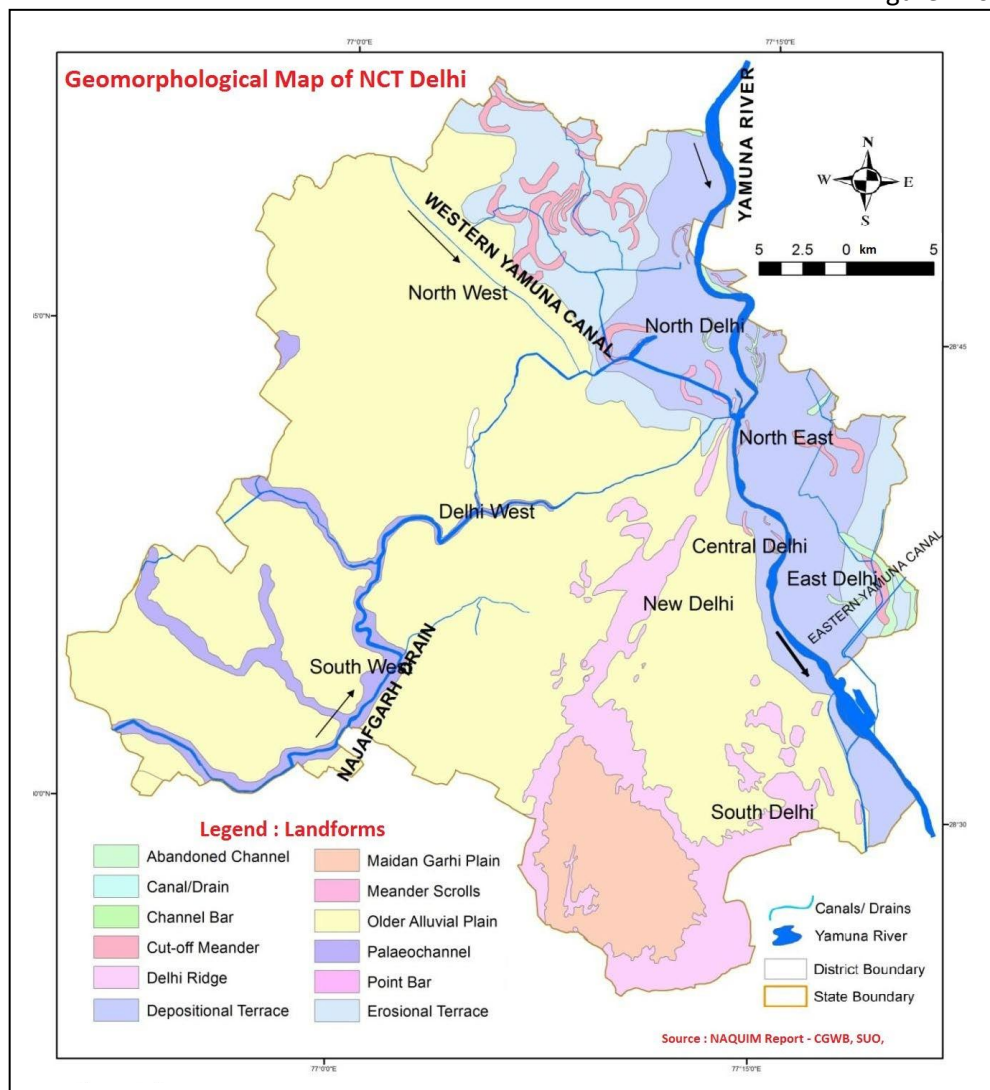 77°0'0"E
77°15'0"E
Geomorphological Map of NCT Delhi
YAMUNA RIVER
N
W
E
S
5 2.5 0 km 5
WESTERN YAMUNA CANAL
North West
North Delhi
5'0"N
28°45
North East
Delhi West
Central Delhi
East Delhi
EASTERN YAMUNA CANAL
New Delhi
South West
NAJAFGARH DRAIN
South Delhi
0'0"N
28°30
Legend : Landforms
Abandoned Channel
Canal/Drain
Channel Bar
Cut-off Meander
Delhi Ridge
Depositional Terrace
Maidan Garhi Plain
Meander Scrolls
Older Alluvial Plain
Palaeochannel
Point Bar
Erosional Terrace
Canals/ Drains
Yamuna River
District Boundary
State Boundary
Source : NAQUIM Report - CGWB, SUO,
77°0'0"E
77°15'0"E